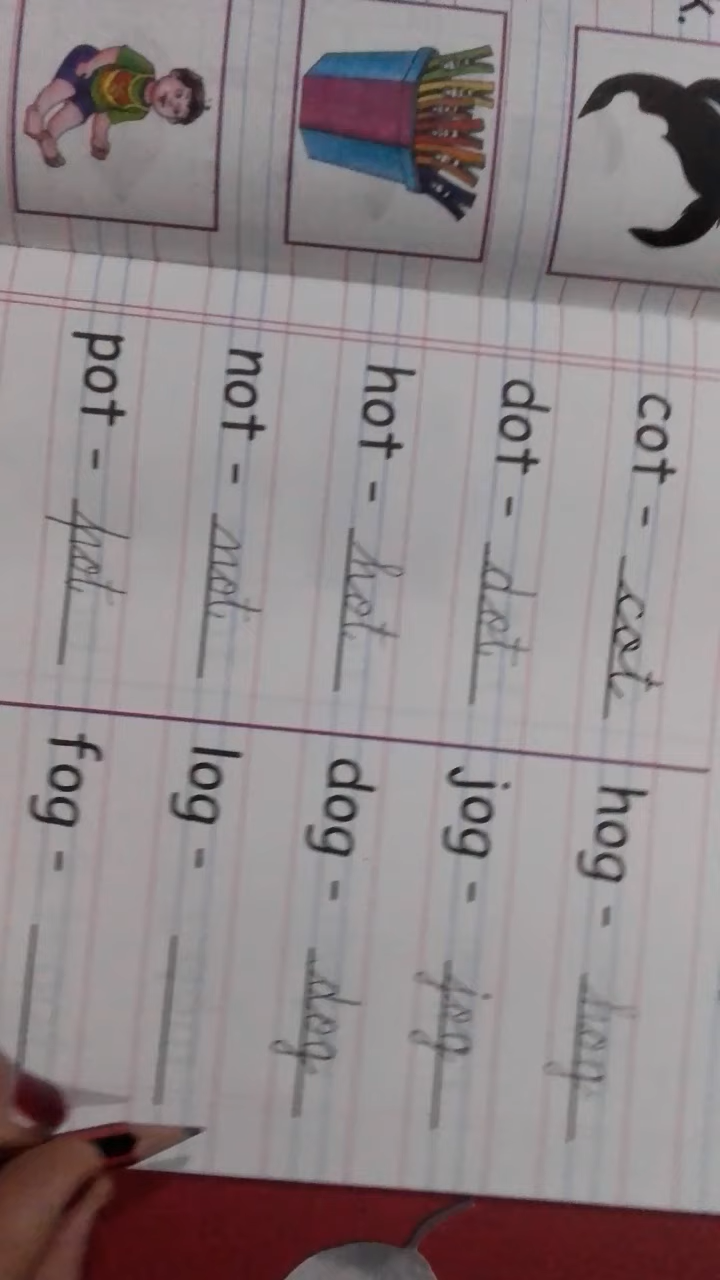 cot - cot hog - hog
dot - dot jog - jog
hot - hot dog - dog
not - not log -
pot - pot fog -